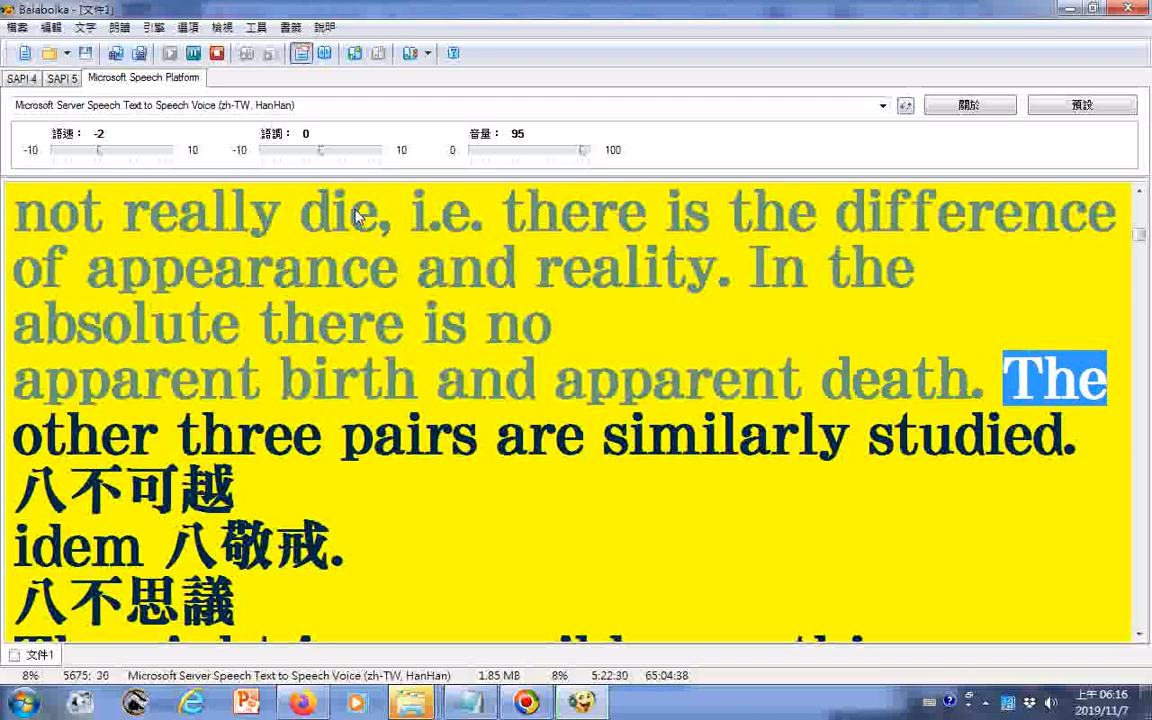 Balabolka - [文件1]
檔案 編輯 文字 朗讀 引擎 選項 檢視 工具 書籤 說明
SAPI 4 SAPI 5 Microsoft Speech Platform
Microsoft Server Speech Text to Speech Voice (zh-TW, HanHan) 關於 預設
語速: -2 語調: 0 音量: 95
-10 10 -10 10 0 100
not really die, i.e. there is the difference
of appearance and reality. In the
absolute there is no
apparent birth and apparent death. The
other three pairs are similarly studied.
八不可越
idem 八敬戒.
八不思議
文件1
8% 5675: 30 Microsoft Server Speech Text to Speech Voice (zh-TW, HanHan) 1.85 MB 8% 5:22:30 65:04:38
上午 06:16
2019/11/7